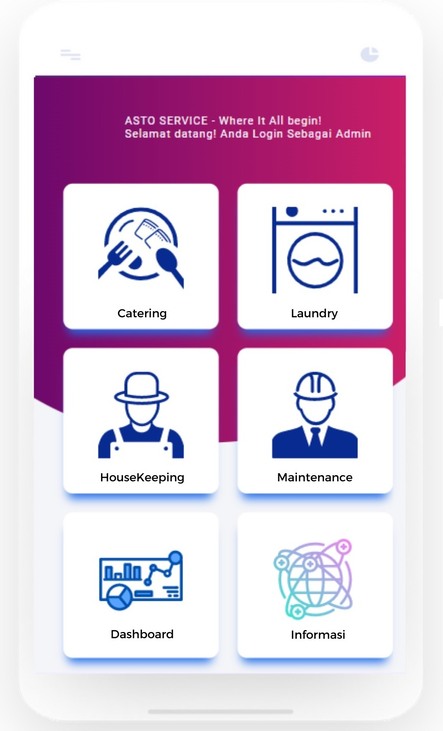 ASTO SERVICE - Where It All begin!
Selamat datang! Anda Login Sebagai Admin
Catering
Laundry
HouseKeeping
Maintenance
Dashboard
Informasi